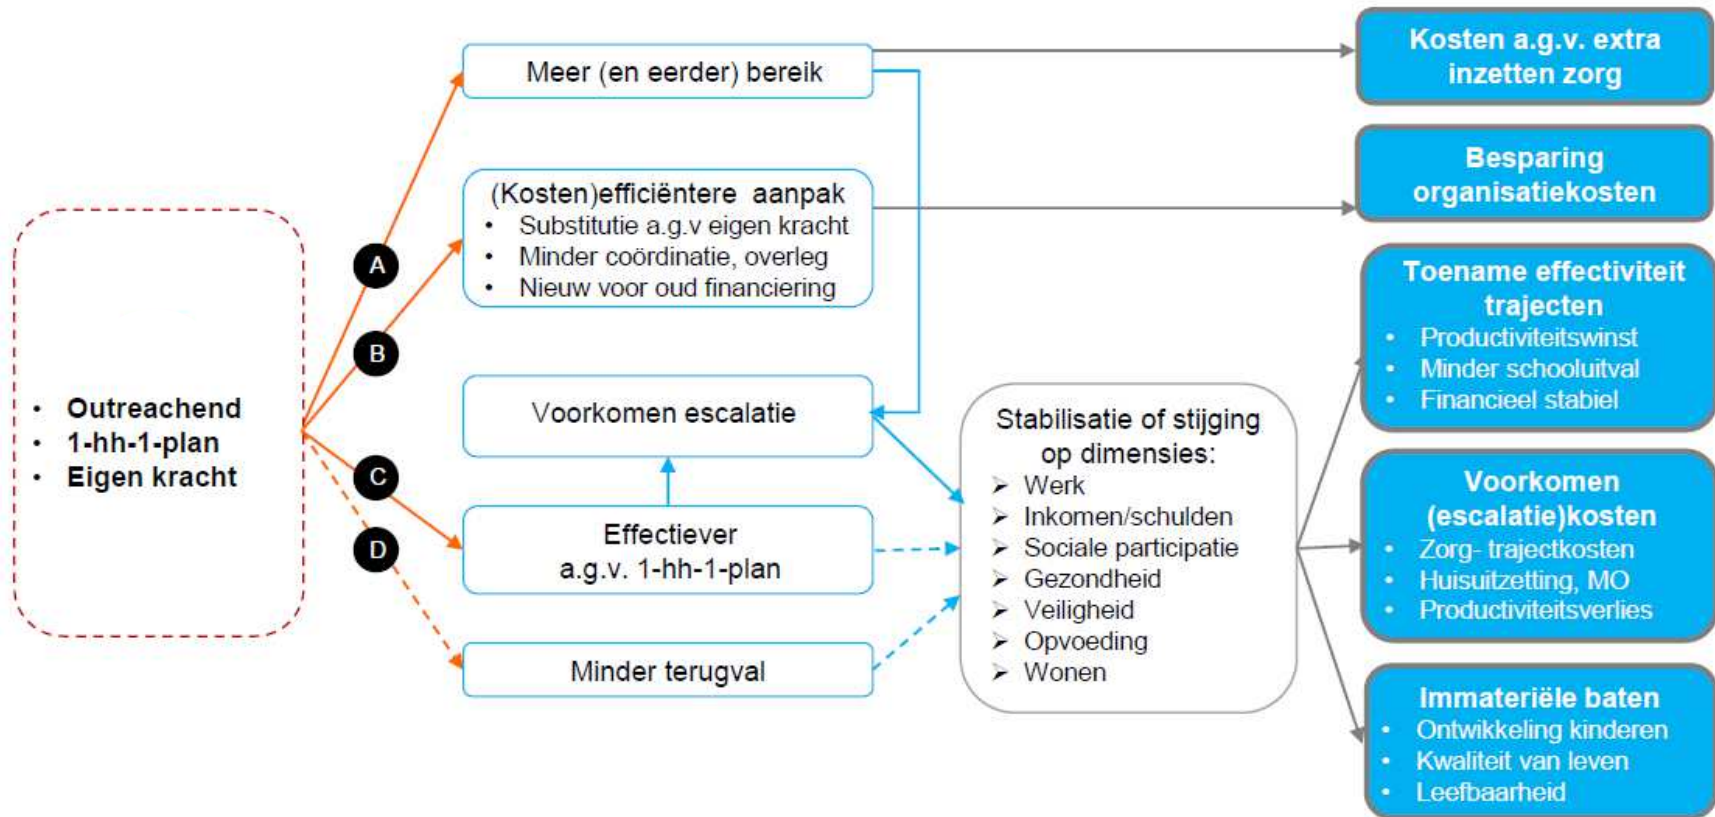 • Outreachend
• 1-hh-1-plan
• Eigen kracht
A
B
C
D
Meer (en eerder) bereik
(Kosten)efficiëntere aanpak
• Substitutie a.g.v eigen kracht
• Minder coördinatie, overleg
• Nieuw voor oud financiering
Voorkomen escalatie
Effectiever
a.g.v. 1-hh-1-plan
Minder terugval
Stabilisatie of stijging
op dimensies:
➢ Werk
➢ Inkomen/schulden
➢ Sociale participatie
➢ Gezondheid
➢ Veiligheid
➢ Opvoeding
➢ Wonen
Kosten a.g.v. extra
inzetten zorg
Besparing
organisatiekosten
Toename effectiviteit
trajecten
• Productiviteitswinst
• Minder schooluitval
• Financieel stabiel
Voorkomen
(escalatie)kosten
• Zorg- trajectkosten
• Huisuitzetting, MO
• Productiviteitsverlies
Immateriële baten
• Ontwikkeling kinderen
• Kwaliteit van leven
• Leefbaarheid